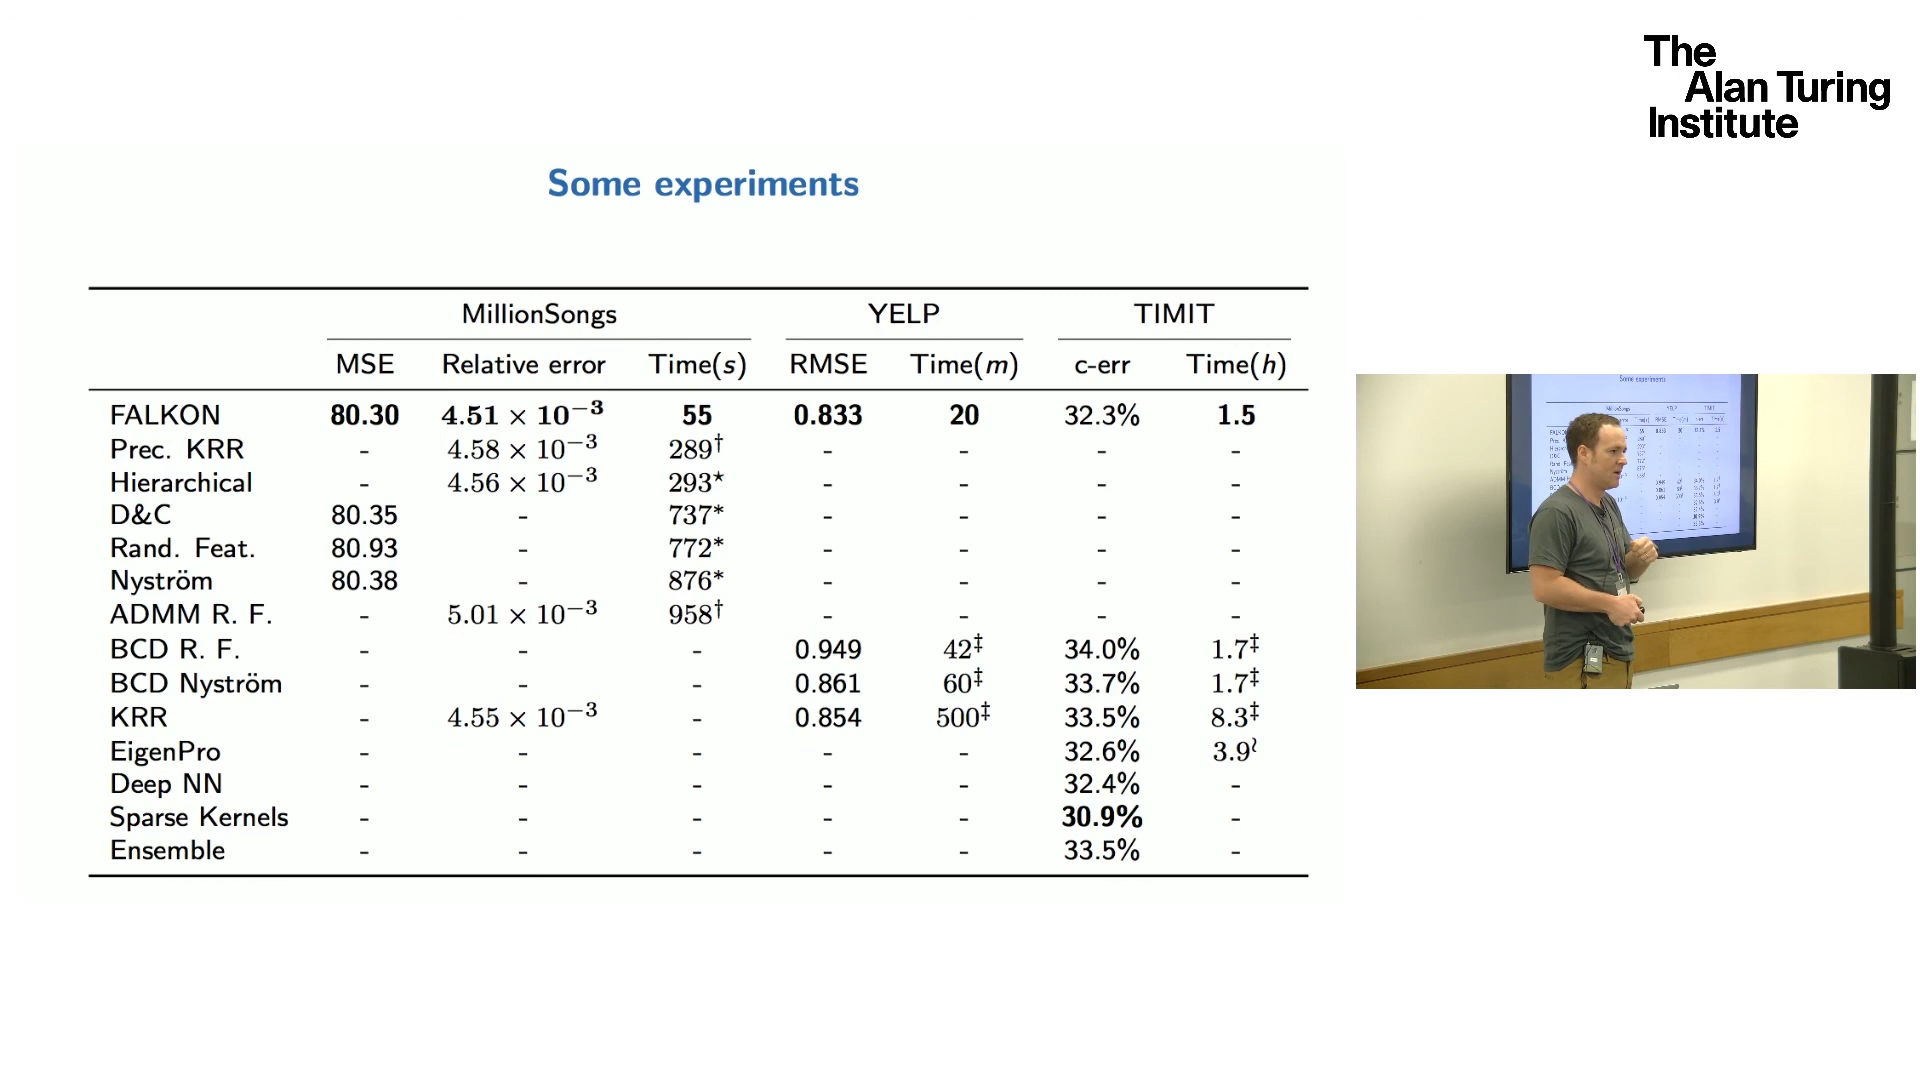 The
Alan Turing
Institute
Some experiments
MillionSongs YELP TIMIT
MSE Relative error Time(s) RMSE Time(m) c-err Time(h)
FALKON 80.30 4.51 × 10⁻³ 55 0.833 20 32.3% 1.5
Prec. KRR - 4.58 × 10⁻³ 289† - - - -
Hierarchical - 4.56 × 10⁻³ 293⋆ - - - -
D&C 80.35 - 737* - - - -
Rand. Feat. 80.93 - 772* - - - -
Nyström 80.38 - 876* - - - -
ADMM R. F. - 5.01 × 10⁻³ 958† - - - -
BCD R. F. - - - 0.949 42‡ 34.0% 1.7‡
BCD Nyström - - - 0.861 60‡ 33.7% 1.7‡
KRR - 4.55 × 10⁻³ - 0.854 500‡ 33.5% 8.3‡
EigenPro - - - - - 32.6% 3.9≀
Deep NN - - - - - 32.4% -
Sparse Kernels - - - - - 30.9% -
Ensemble - - - - - 33.5% -
Some experiments